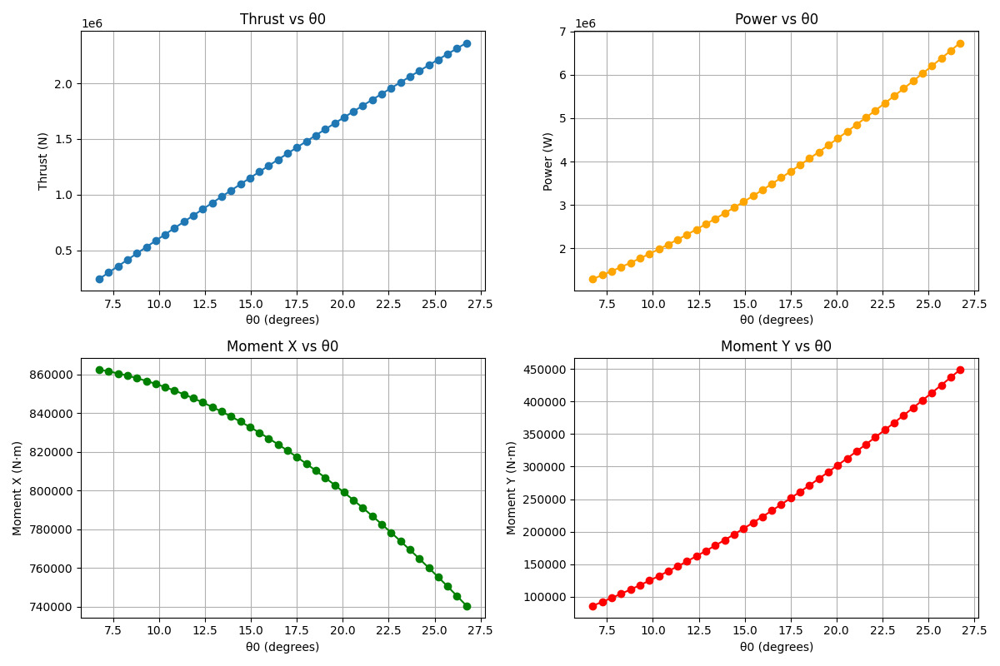 Thrust vs θ0
1e6
Thrust (N)
2.0
1.5
1.0
0.5
7.5 10.0 12.5 15.0 17.5 20.0 22.5 25.0 27.5
θ0 (degrees)
Power vs θ0
1e6
Power (W)
7
6
5
4
3
2
7.5 10.0 12.5 15.0 17.5 20.0 22.5 25.0 27.5
θ0 (degrees)
Moment X vs θ0
Moment X (N·m)
860000
840000
820000
800000
780000
760000
740000
7.5 10.0 12.5 15.0 17.5 20.0 22.5 25.0 27.5
θ0 (degrees)
Moment Y vs θ0
Moment Y (N·m)
450000
400000
350000
300000
250000
200000
150000
100000
7.5 10.0 12.5 15.0 17.5 20.0 22.5 25.0 27.5
θ0 (degrees)